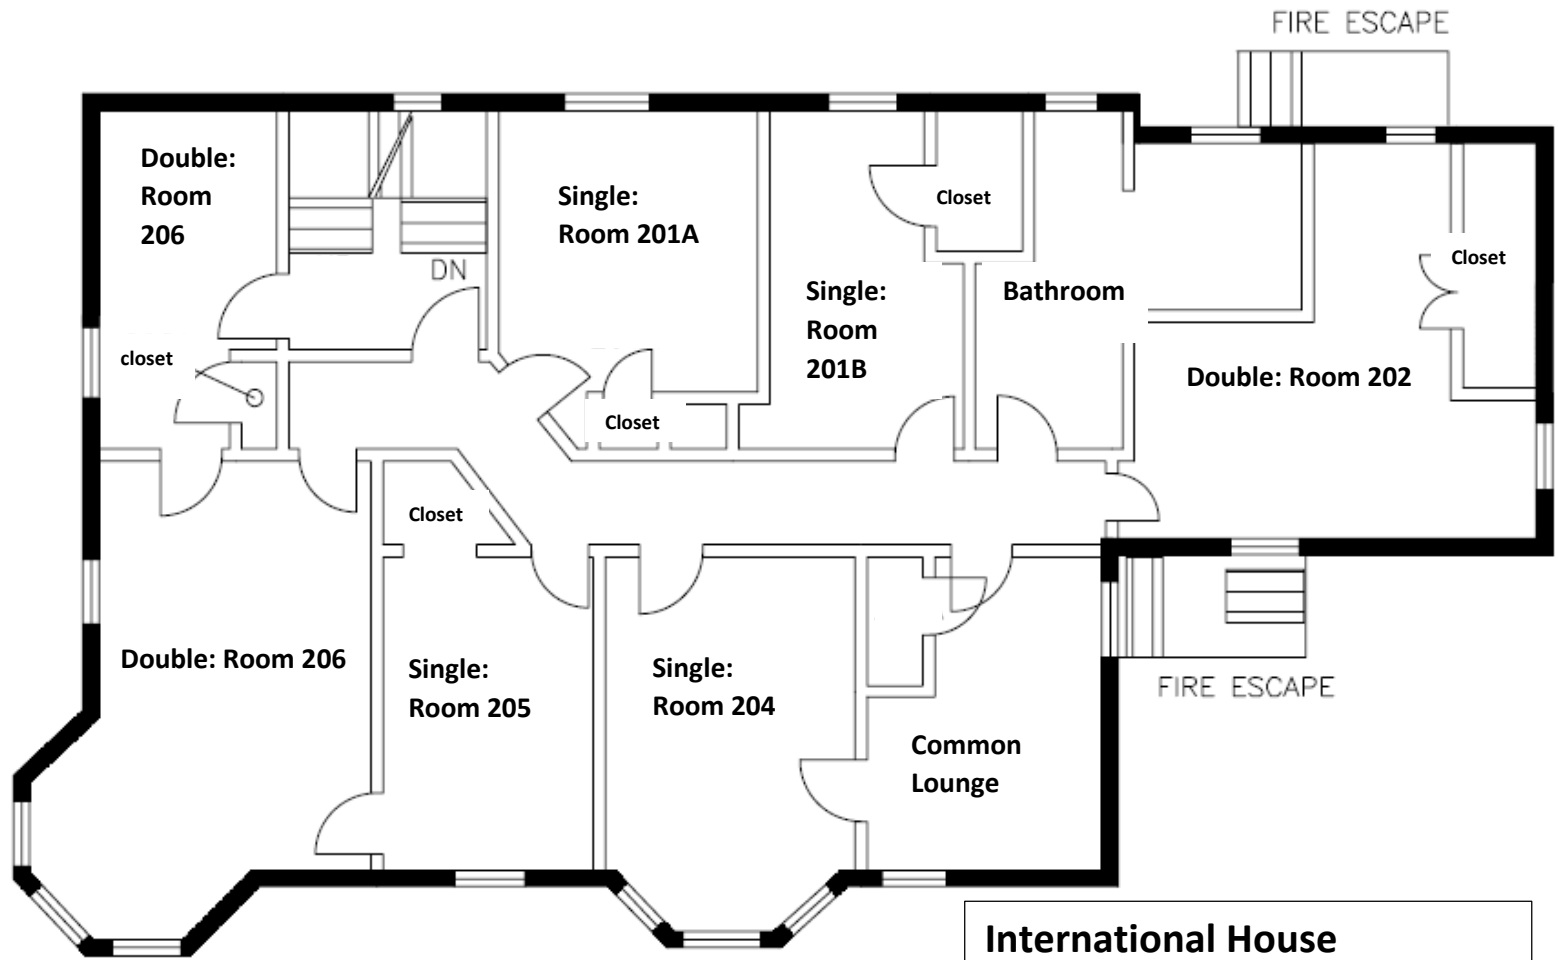 FIRE ESCAPE
Double:
Room
206
Single:
Room 201A
Closet
Closet
DN
Single:
Room
201B
Bathroom
closet
Double: Room 202
Closet
Closet
Double: Room 206
Single:
Room 205
Single:
Room 204
FIRE ESCAPE
Common
Lounge
International House